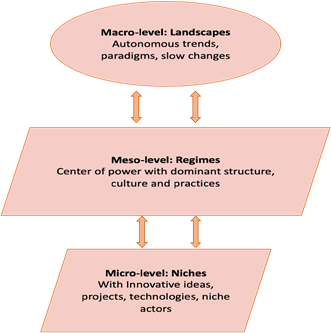 Macro-level: Landscapes
Autonomous trends,
paradigms, slow changes
Meso-level: Regimes
Center of power with dominant structure,
culture and practices
Micro-level: Niches
With Innovative ideas,
projects, technologies, niche
actors